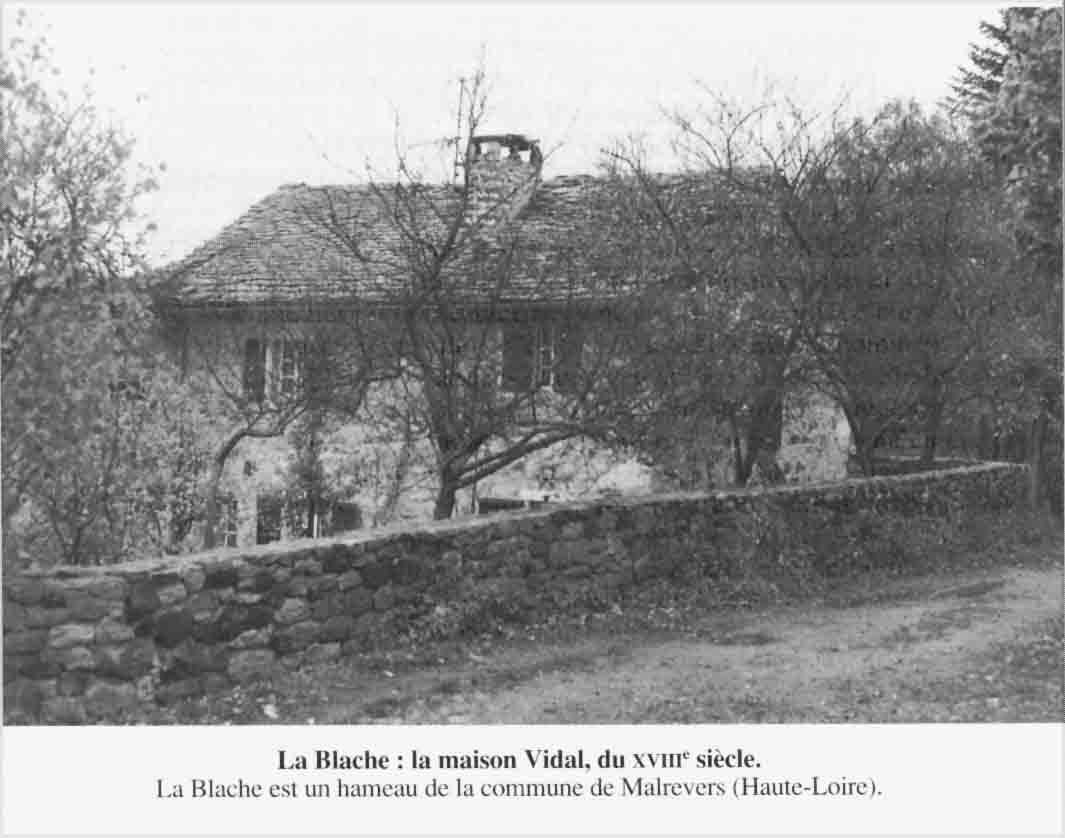 La Blache : la maison Vidal, du XVIIIᵉ siècle.
La Blache est un hameau de la commune de Malrevers (Haute-Loire).